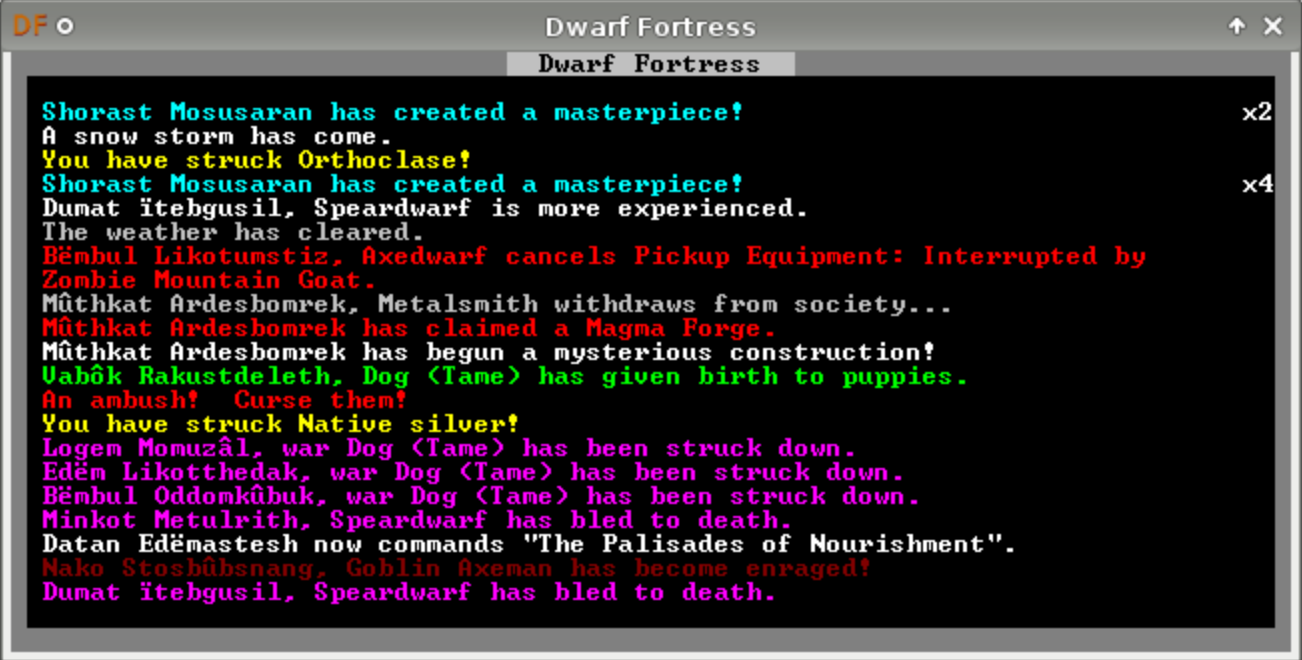 DF
Dwarf Fortress
Dwarf Fortress
Shorast Mosusaran has created a masterpiece! x2
A snow storm has come.
You have struck Orthoclase!
Shorast Mosusaran has created a masterpiece! x4
Dumat ïtebgusil, Speardwarf is more experienced.
The weather has cleared.
Bëmbul Likotumstiz, Axedwarf cancels Pickup Equipment: Interrupted by
Zombie Mountain Goat.
Mûthkat Ardesbomrek, Metalsmith withdraws from society...
Mûthkat Ardesbomrek has claimed a Magma Forge.
Mûthkat Ardesbomrek has begun a mysterious construction!
Vabôk Rakustdeleth, Dog (Tame) has given birth to puppies.
An ambush!  Curse them!
You have struck Native silver!
Logem Momuzâl, war Dog (Tame) has been struck down.
Edëm Likotthedak, war Dog (Tame) has been struck down.
Bëmbul Oddomkûbuk, war Dog (Tame) has been struck down.
Minkot Metulrith, Speardwarf has bled to death.
Datan Edëmastesh now commands "The Palisades of Nourishment".
Nako Stosbûbsnang, Goblin Axeman has become enraged!
Dumat ïtebgusil, Speardwarf has bled to death.